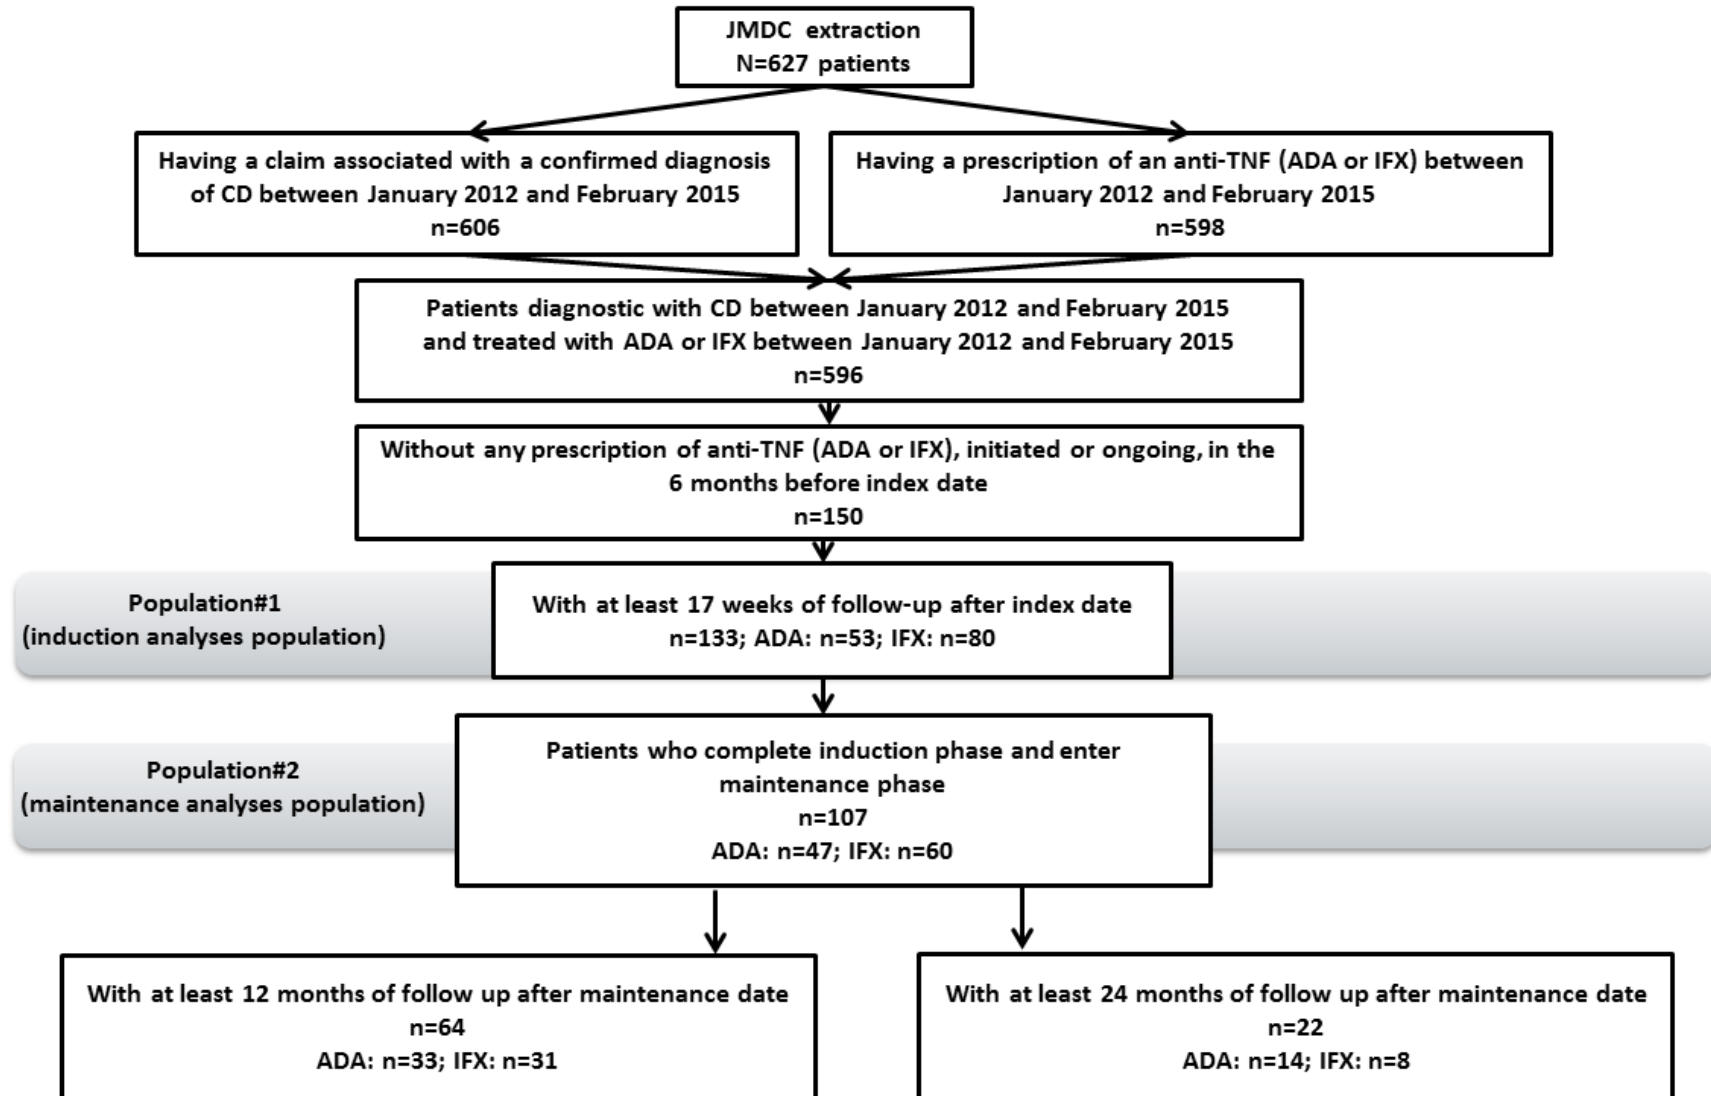 JMDC extraction
N=627 patients
Having a claim associated with a confirmed diagnosis
of CD between January 2012 and February 2015
n=606
Having a prescription of an anti-TNF (ADA or IFX) between
January 2012 and February 2015
n=598
Patients diagnostic with CD between January 2012 and February 2015
and treated with ADA or IFX between January 2012 and February 2015
n=596
Without any prescription of anti-TNF (ADA or IFX), initiated or ongoing, in the
6 months before index date
n=150
Population#1
(induction analyses population)
With at least 17 weeks of follow-up after index date
n=133; ADA: n=53; IFX: n=80
Population#2
(maintenance analyses population)
Patients who complete induction phase and enter
maintenance phase
n=107
ADA: n=47; IFX: n=60
With at least 12 months of follow up after maintenance date
n=64
ADA: n=33; IFX: n=31
With at least 24 months of follow up after maintenance date
n=22
ADA: n=14; IFX: n=8